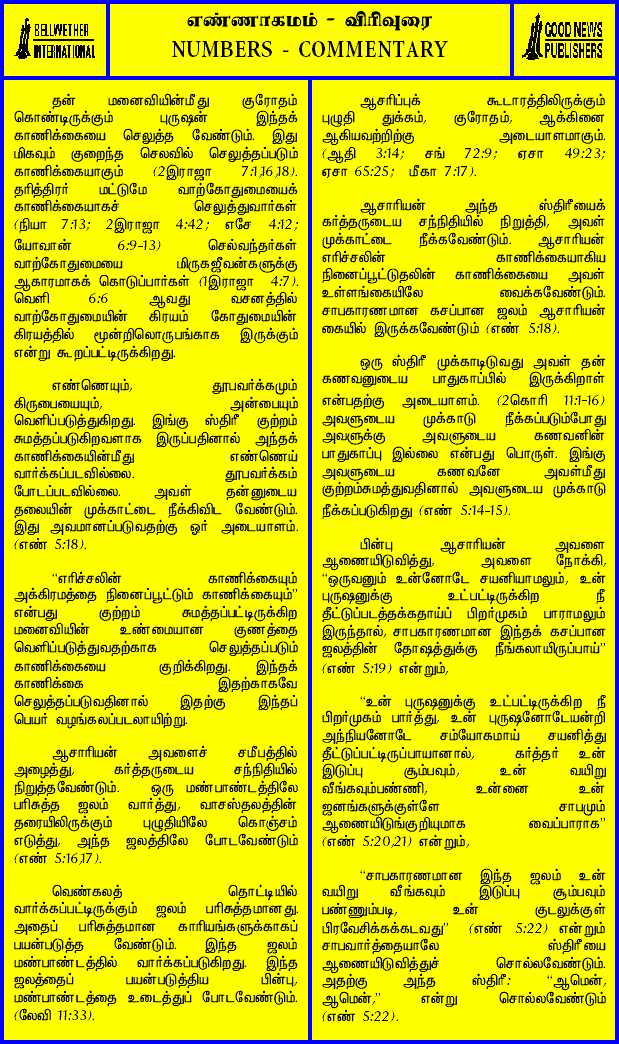 BELLWETHER
INTERNATIONAL
எண்ணாகமம் - விரிவுரை
NUMBERS - COMMENTARY
GOOD NEWS
PUBLISHERS
தன் மனைவியின்மீது குரோதம்
கொண்டிருக்கும் புருஷன் இந்தக்
காணிக்கையை செலுத்த வேண்டும். இது
மிகவும் குறைந்த செலவில் செலுத்தப்படும்
காணிக்கையாகும் (2இராஜா 7:1,16,18).
தரித்திரர் மட்டுமே வாற்கோதுமையைக்
காணிக்கையாகச் செலுத்துவார்கள்
(நியா 7:13; 2இராஜா 4:42; எசே 4:12;
யோவான் 6:9-13) செல்வந்தர்கள்
வாற்கோதுமையை மிருகஜீவன்களுக்கு
ஆகாரமாகக் கொடுப்பார்கள் (1இராஜா 4:7).
வெளி 6:6 ஆவது வசனத்தில்
வாற்கோதுமையின் கிரயம் கோதுமையின்
கிரயத்தில் மூன்றிலொருபங்காக இருக்கும்
என்று கூறப்பட்டிருக்கிறது.
எண்ணெயும், தூபவர்க்கமும்
கிருபையையும், அன்பையும்
வெளிப்படுத்துகிறது. இங்கு ஸ்திரீ குற்றம்
சுமத்தப்படுகிறவளாக இருப்பதினால் அந்தக்
காணிக்கையின்மீது எண்ணெய்
வார்க்கப்படவில்லை. தூபவர்க்கம்
போடப்படவில்லை. அவள் தன்னுடைய
தலையின் முக்காட்டை நீக்கிவிட வேண்டும்.
இது அவமானப்படுவதற்கு ஓர் அடையாளம்.
(எண் 5:18).
“எரிச்சலின் காணிக்கையும்
அக்கிரமத்தை நினைப்பூட்டும் காணிக்கையும்”
என்பது குற்றம் சுமத்தப்பட்டிருக்கிற
மனைவியின் உண்மையான குணத்தை
வெளிப்படுத்துவதற்காக செலுத்தப்படும்
காணிக்கையை குறிக்கிறது. இந்தக்
காணிக்கை இதற்காகவே
செலுத்தப்படுவதினால் இதற்கு இந்தப்
பெயர் வழங்கலப்படலாயிற்று.
ஆசாரியன் அவளைச் சமீபத்தில்
அழைத்து, கர்த்தருடைய சந்நிதியில்
நிறுத்தவேண்டும். ஒரு மண்பாண்டத்திலே
பரிசுத்த ஜலம் வார்த்து, வாசஸ்தலத்தின்
தரையிலிருக்கும் புழுதியிலே கொஞ்சம்
எடுத்து, அந்த ஜலத்திலே போடவேண்டும்
(எண் 5:16,17).
வெண்கலத் தொட்டியில்
வார்க்கப்பட்டிருக்கும் ஜலம் பரிசுத்தமானது.
அதைப் பரிசுத்தமான காரியங்களுக்காகப்
பயன்படுத்த வேண்டும். இந்த ஜலம்
மண்பாண்டத்தில் வார்க்கப்படுகிறது. இந்த
ஜலத்தைப் பயன்படுத்திய பின்பு,
மண்பாண்டத்தை உடைத்துப் போடவேண்டும்.
(லேவி 11:33).
ஆசரிப்புக் கூடாரத்திலிருக்கும்
புழுதி துக்கம், குரோதம், ஆக்கினை
ஆகியவற்றிற்கு அடையாளமாகும்.
(ஆதி 3:14; சங் 72:9; ஏசா 49:23;
ஏசா 65:25; மீகா 7:17).
ஆசாரியன் அந்த ஸ்திரீயைக்
கர்த்தருடைய சந்நிதியில் நிறுத்தி, அவள்
முக்காட்டை நீக்கவேண்டும். ஆசாரியன்
எரிச்சலின் காணிக்கையாகிய
நினைப்பூட்டுதலின் காணிக்கையை அவள்
உள்ளங்கையிலே வைக்கவேண்டும்.
சாபகாரணமான கசப்பான ஜலம் ஆசாரியன்
கையில் இருக்கவேண்டும் (எண் 5:18).
ஒரு ஸ்திரீ முக்காடிடுவது அவள் தன்
கணவனுடைய பாதுகாப்பில் இருக்கிறாள்
என்பதற்கு அடையாளம். (2கொரி 11:1-16)
அவளுடைய முக்காடு நீக்கப்படும்போது
அவளுக்கு அவளுடைய கணவனின்
பாதுகாப்பு இல்லை என்பது பொருள். இங்கு
அவளுடைய கணவனே அவள்மீது
குற்றம்சுமத்துவதினால் அவளுடைய முக்காடு
நீக்கப்படுகிறது (எண் 5:14-15).
பின்பு ஆசாரியன் அவளை
ஆணையிடுவித்து, அவளை நோக்கி,
“ஒருவனும் உன்னோடே சயனியாமலும், உன்
புருஷனுக்கு உட்பட்டிருக்கிற நீ
தீட்டுப்படத்தக்கதாய்ப் பிறர்முகம் பாராமலும்
இருந்தால், சாபகாரணமான இந்தக் கசப்பான
ஜலத்தின் தோஷத்துக்கு நீங்கலாயிருப்பாய்”
(எண் 5:19) என்றும்,
“உன் புருஷனுக்கு உட்பட்டிருக்கிற நீ
பிறர்முகம் பார்த்து, உன் புருஷனோடேயன்றி
அந்நியனோடே சம்யோகமாய் சயனித்து
தீட்டுப்பட்டிருப்பாயானால், கர்த்தர் உன்
இடுப்பு சூம்பவும், உன் வயிறு
வீங்கவும்பண்ணி, உன்னை உன்
ஜனங்களுக்குள்ளே சாபமும்
ஆணையிடுங்குறியுமாக வைப்பாராக”
(எண் 5:20,21) என்றும்,
“சாபகாரணமான இந்த ஜலம் உன்
வயிறு வீங்கவும் இடுப்பு சூம்பவும்
பண்ணும்படி, உன் குடலுக்குள்
பிரவேசிக்கக்கடவது” (எண் 5:22) என்றும்
சாபவார்த்தையாலே ஸ்திரீயை
ஆணையிடுவித்துச் சொல்லவேண்டும்.
அதற்கு அந்த ஸ்திரீ: “ஆமென்,
ஆமென்,” என்று சொல்லவேண்டும்
(எண் 5:22).